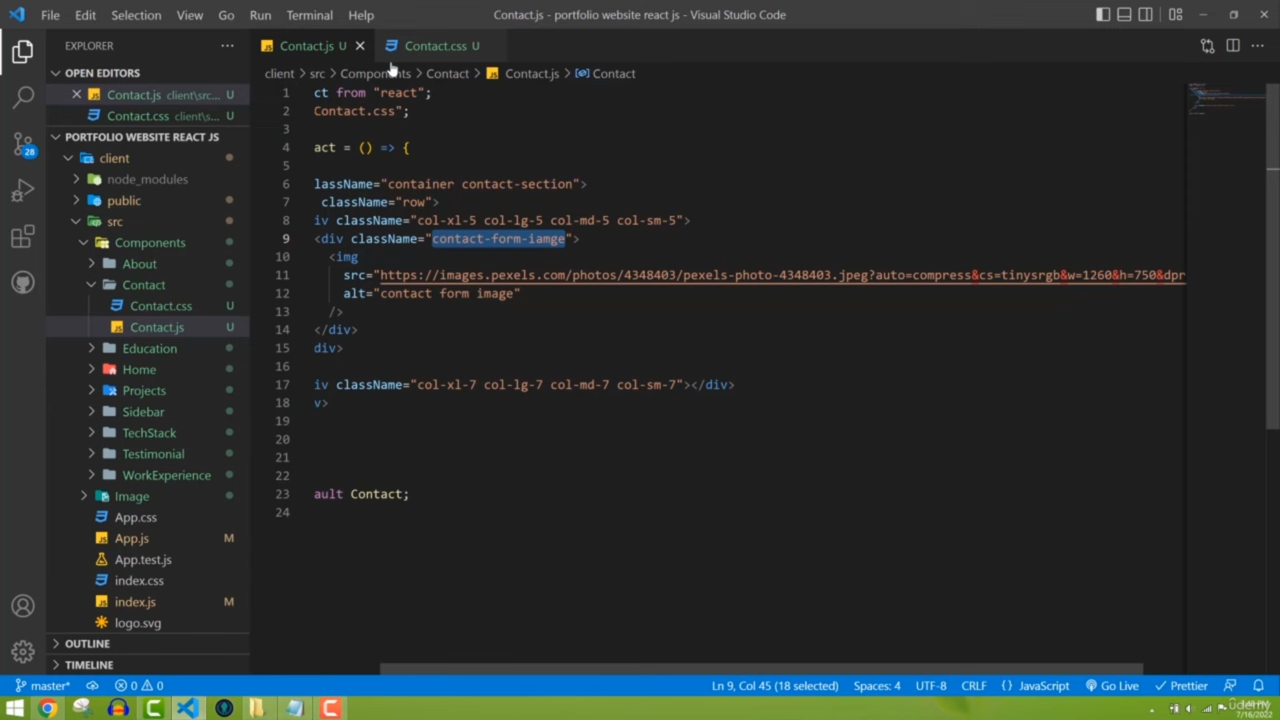 File Edit Selection View Go Run Terminal Help
Contact.js - portfolio website react js - Visual Studio Code
EXPLORER
Contact.js U
Contact.css U
OPEN EDITORS
client > src > Components > Contact > Contact.js > Contact
Contact.js client\src... U
Contact.css client\s... U
PORTFOLIO WEBSITE REACT JS
client
node_modules
public
src
Components
About
Contact
Contact.css U
Contact.js U
Education
Home
Projects
Sidebar
TechStack
Testimonial
WorkExperience
Image
App.css
App.js M
App.test.js
index.css
index.js M
logo.svg
OUTLINE
TIMELINE
28
1 ct from "react";
2 Contact.css";
3
4 act = () => {
5
6 lassName="container contact-section">
7 className="row">
8 iv className="col-xl-5 col-lg-5 col-md-5 col-sm-5">
9 <div className="contact-form-iamge">
10 <img
11 src="https://images.pexels.com/photos/4348403/pexels-photo-4348403.jpeg?auto=compress&cs=tinysrgb&w=1260&h=750&dpr
12 alt="contact form image"
13 />
14 </div>
15 div>
16
17 iv className="col-xl-7 col-lg-7 col-md-7 col-sm-7"></div>
18 v>
19
20
21
22
23 ault Contact;
24
master* 0 0 Ln 9, Col 45 (18 selected) Spaces: 4 UTF-8 CRLF {} JavaScript Go Live Prettier
7/16/2022
udemy